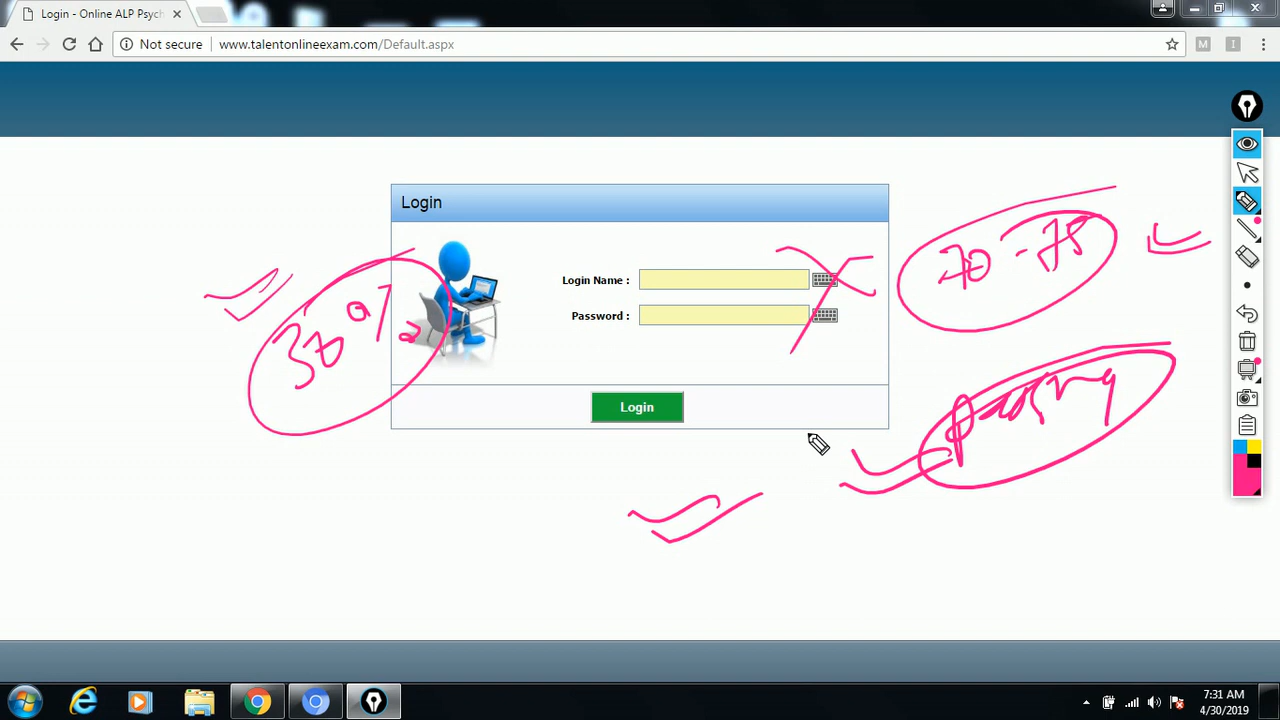 Login - Online ALP Psych
Not secure
www.talentonlineexam.com/Default.aspx
M
I
Login
Login Name :
Password :
Login
30%
70 - 75
7:31 AM
4/30/2019